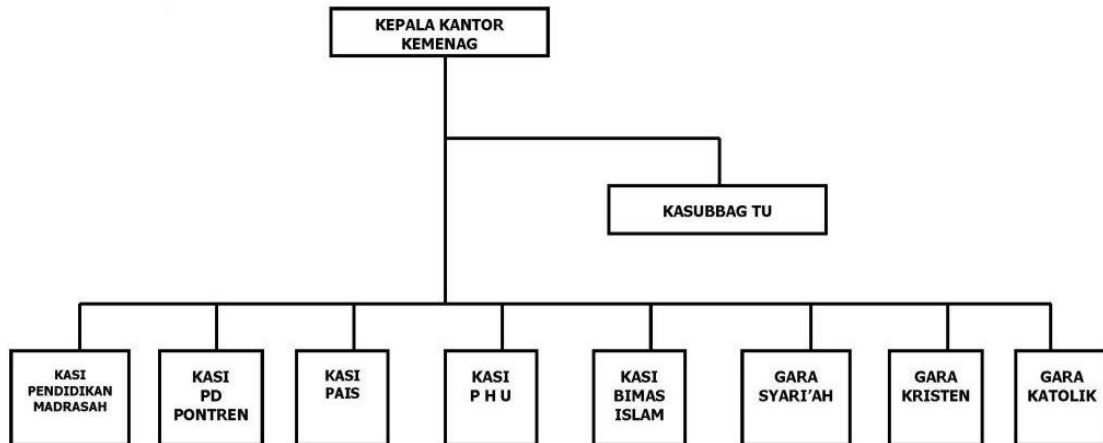 KEPALA KANTOR
KEMENAG
KASUBBAG TU
KASI
PENDIDIKAN
MADRASAH
KASI
PD
PONTREN
KASI
PAIS
KASI
P H U
KASI
BIMAS
ISLAM
GARA
SYARI'AH
GARA
KRISTEN
GARA
KATOLIK